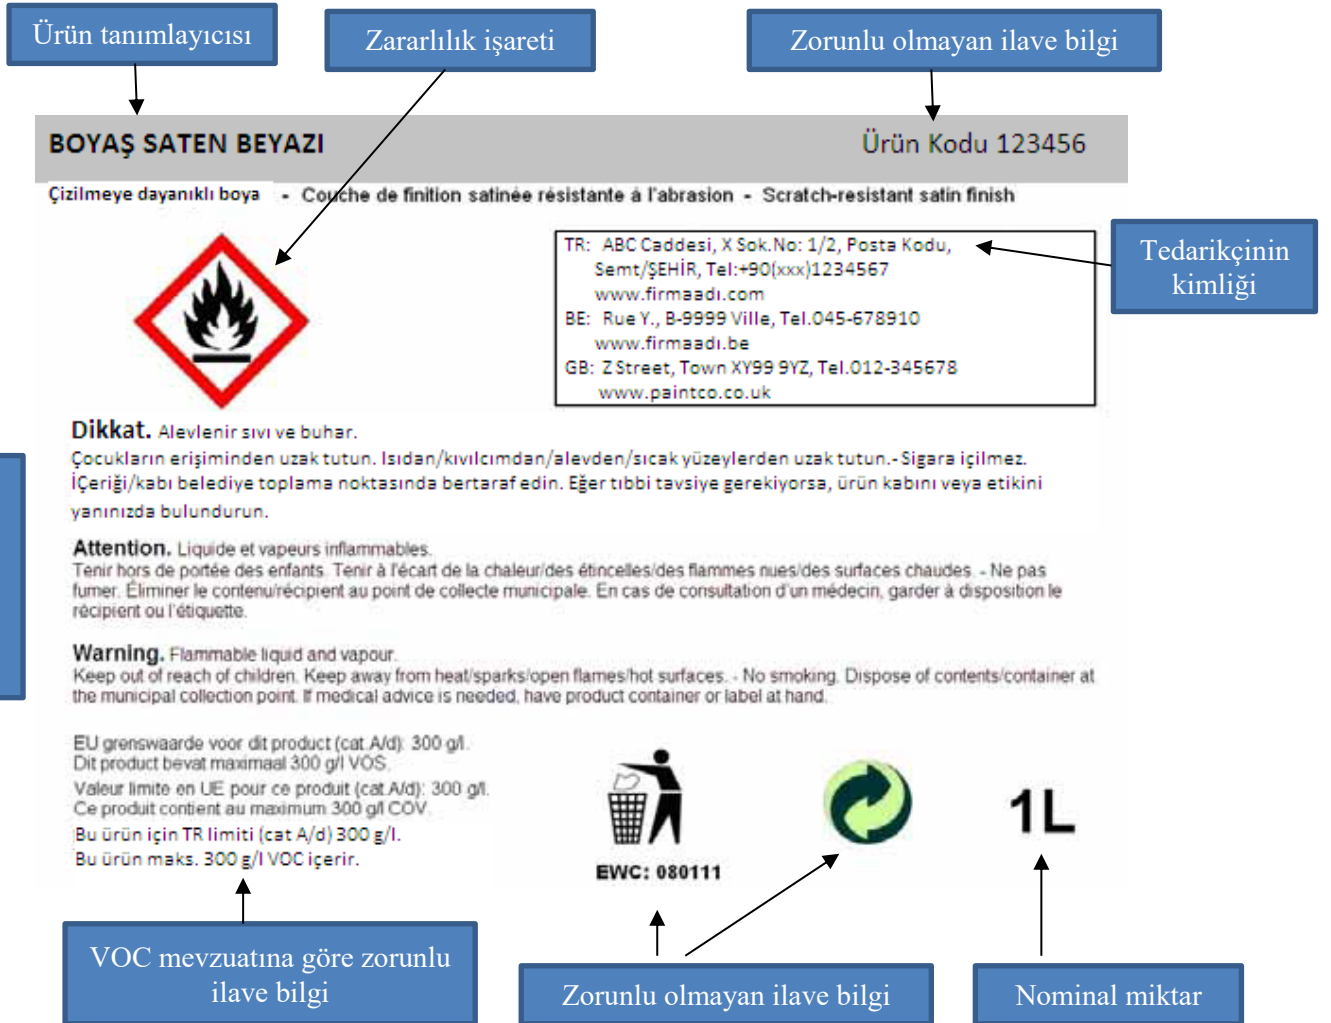 Ürün tanımlayıcısı
Zararlılık işareti
Zorunlu olmayan ilave bilgi
BOYAŞ SATEN BEYAZI
Ürün Kodu 123456
Çizilmeye dayanıklı boya - Couche de finition satinée résistante à l'abrasion - Scratch-resistant satin finish
TR: ABC Caddesi, X Sok.No: 1/2, Posta Kodu,
Semt/ŞEHİR, Tel:+90(xxx)1234567
www.firmaadı.com
BE: Rue Y., B-9999 Ville, Tel.045-678910
www.firmaadı.be
GB: Z Street, Town XY99 9YZ, Tel.012-345678
www.paintco.co.uk
Tedarikçinin
kimliği
Dikkat. Alevlenir sıvı ve buhar.
Çocukların erişiminden uzak tutun. Isıdan/kıvılcımdan/alevden/sıcak yüzeylerden uzak tutun.- Sigara içilmez.
İÇeriği/kabı belediye toplama noktasında bertaraf edin. Eğer tıbbi tavsiye gerekiyorsa, ürün kabını veya etikini
yanınızda bulundurun.
Attention. Liquide et vapeurs inflammables.
Tenir hors de portée des enfants. Tenir à l'écart de la chaleur/des étincelles/des flammes nues/des surfaces chaudes. - Ne pas
fumer. Éliminer le contenu/récipient au point de collecte municipale. En cas de consultation d'un médecin, garder à disposition le
récipient ou l'étiquette.
Warning. Flammable liquid and vapour.
Keep out of reach of children. Keep away from heat/sparks/open flames/hot surfaces. - No smoking. Dispose of contents/container at
the municipal collection point. If medical advice is needed, have product container or label at hand.
EU grenswaarde voor dit product (cat.A/d): 300 g/l.
Dit product bevat maximaal 300 g/l VOS.
Valeur limite en UE pour ce produit (cat.A/d): 300 g/l.
Ce produit contient au maximum 300 g/l COV.
Bu ürün için TR limiti (cat A/d) 300 g/l.
Bu ürün maks. 300 g/l VOC içerir.
EWC: 080111
1L
VOC mevzuatına göre zorunlu
ilave bilgi
Zorunlu olmayan ilave bilgi
Nominal miktar